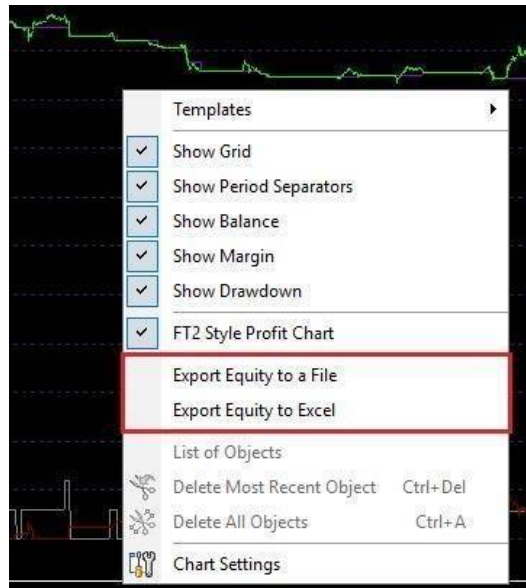 Templates
Show Grid
Show Period Separators
Show Balance
Show Margin
Show Drawdown
FT2 Style Profit Chart
Export Equity to a File
Export Equity to Excel
List of Objects
Delete Most Recent Object Ctrl+Del
Delete All Objects Ctrl+A
Chart Settings